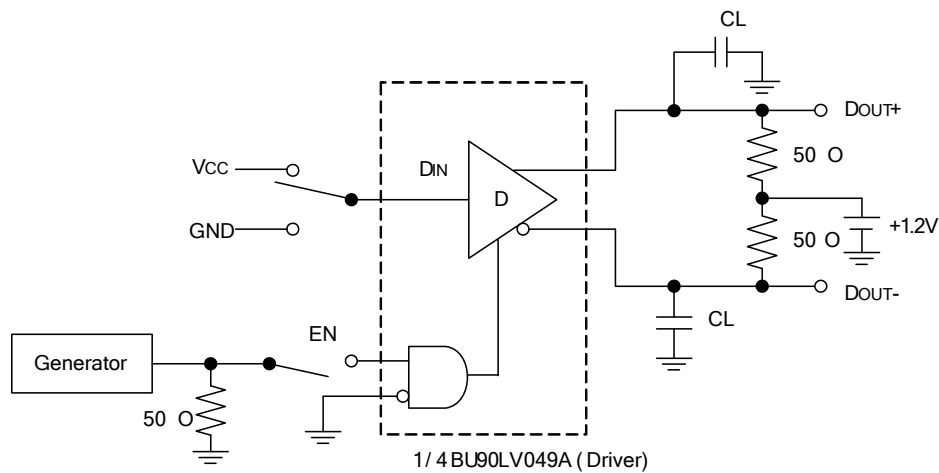 CL
DOUT+
VCC
DIN
50 O
D
GND
+1.2V
50 O
DOUT-
CL
EN
Generator
50 O
1/4 BU90LV049A (Driver)